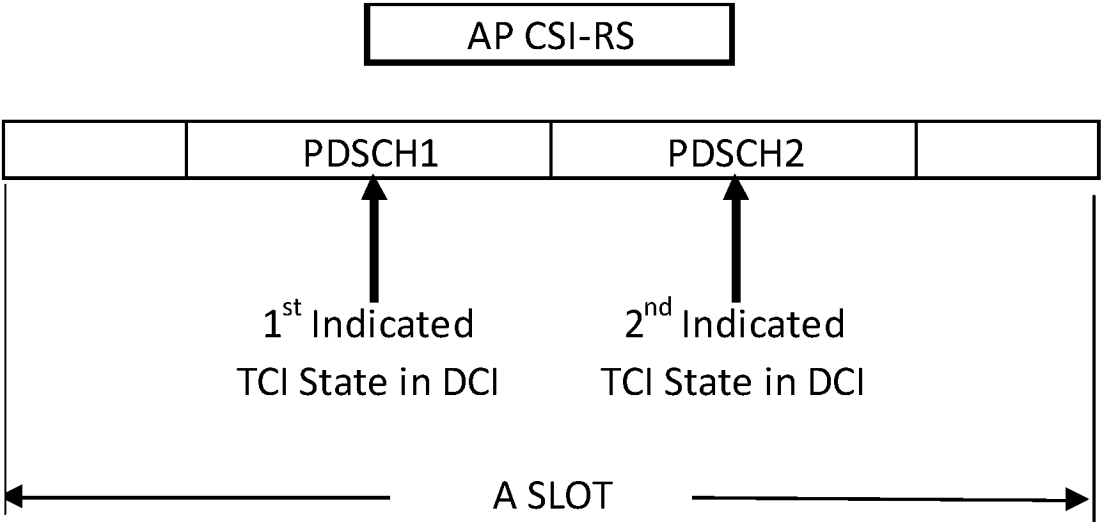 AP CSI-RS
PDSCH1 PDSCH2
1st Indicated 2nd Indicated
TCI State in DCI TCI State in DCI
A SLOT